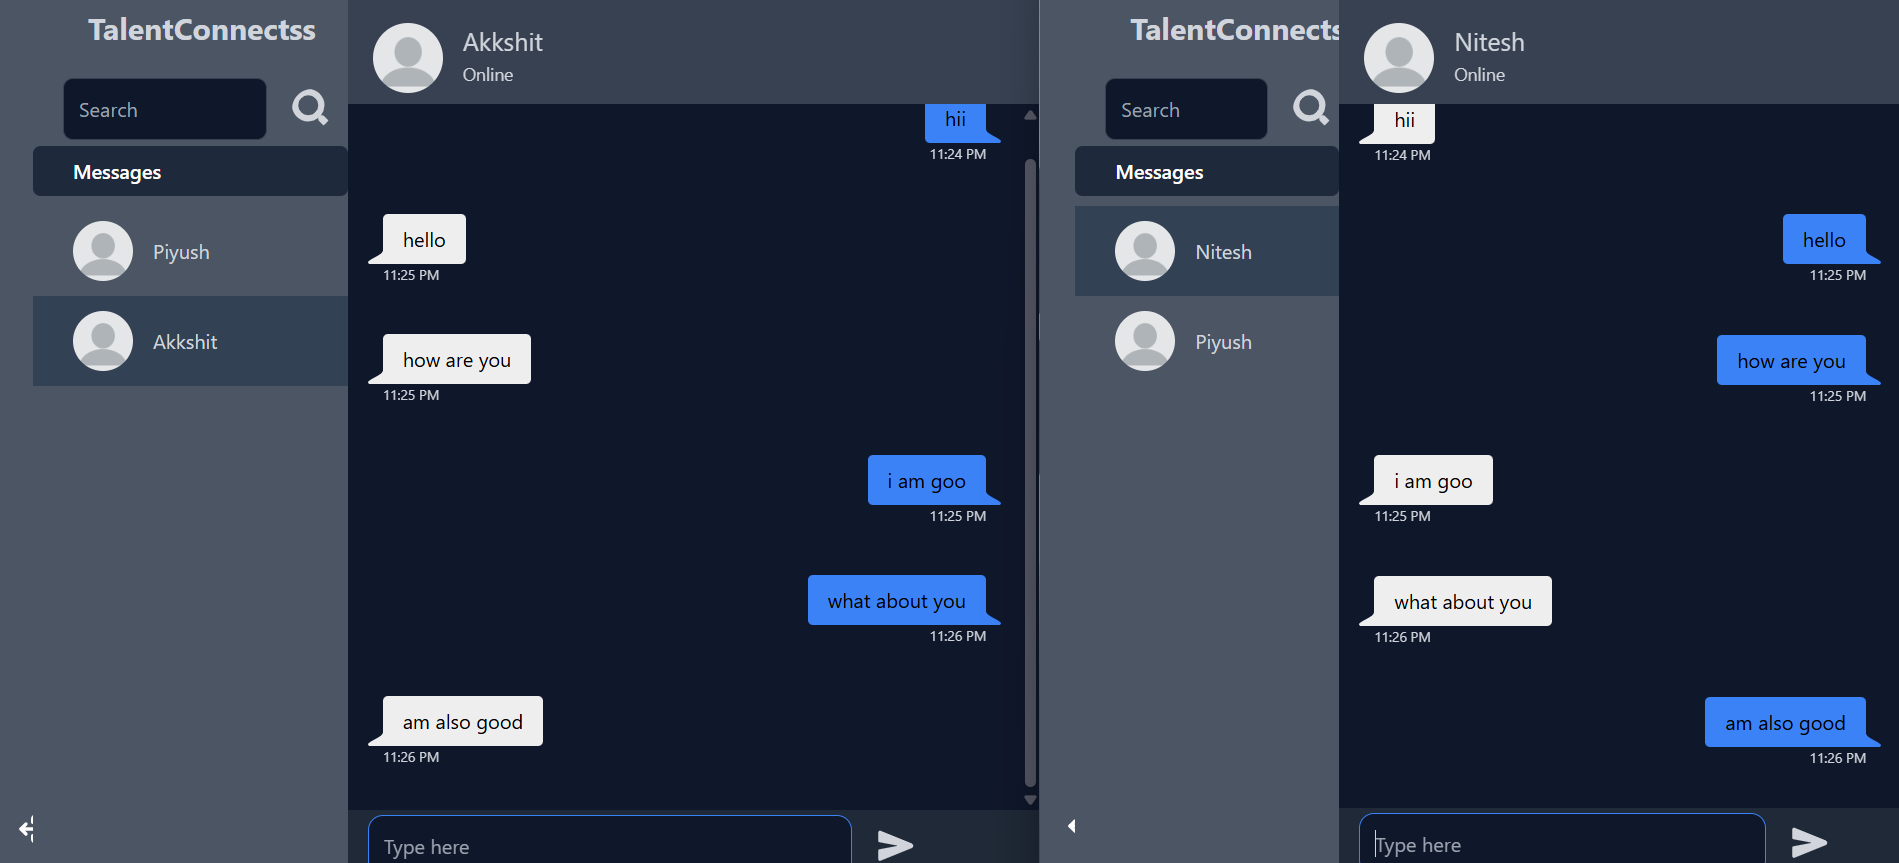 TalentConnectss
Search
Messages
Piyush
Akkshit
Akkshit
Online
hii
11:24 PM
hello
11:25 PM
how are you
11:25 PM
i am goo
11:25 PM
what about you
11:26 PM
am also good
11:26 PM
Type here
TalentConnects
Search
Messages
Nitesh
Piyush
Nitesh
Online
hii
11:24 PM
hello
11:25 PM
how are you
11:25 PM
i am goo
11:25 PM
what about you
11:26 PM
am also good
11:26 PM
Type here